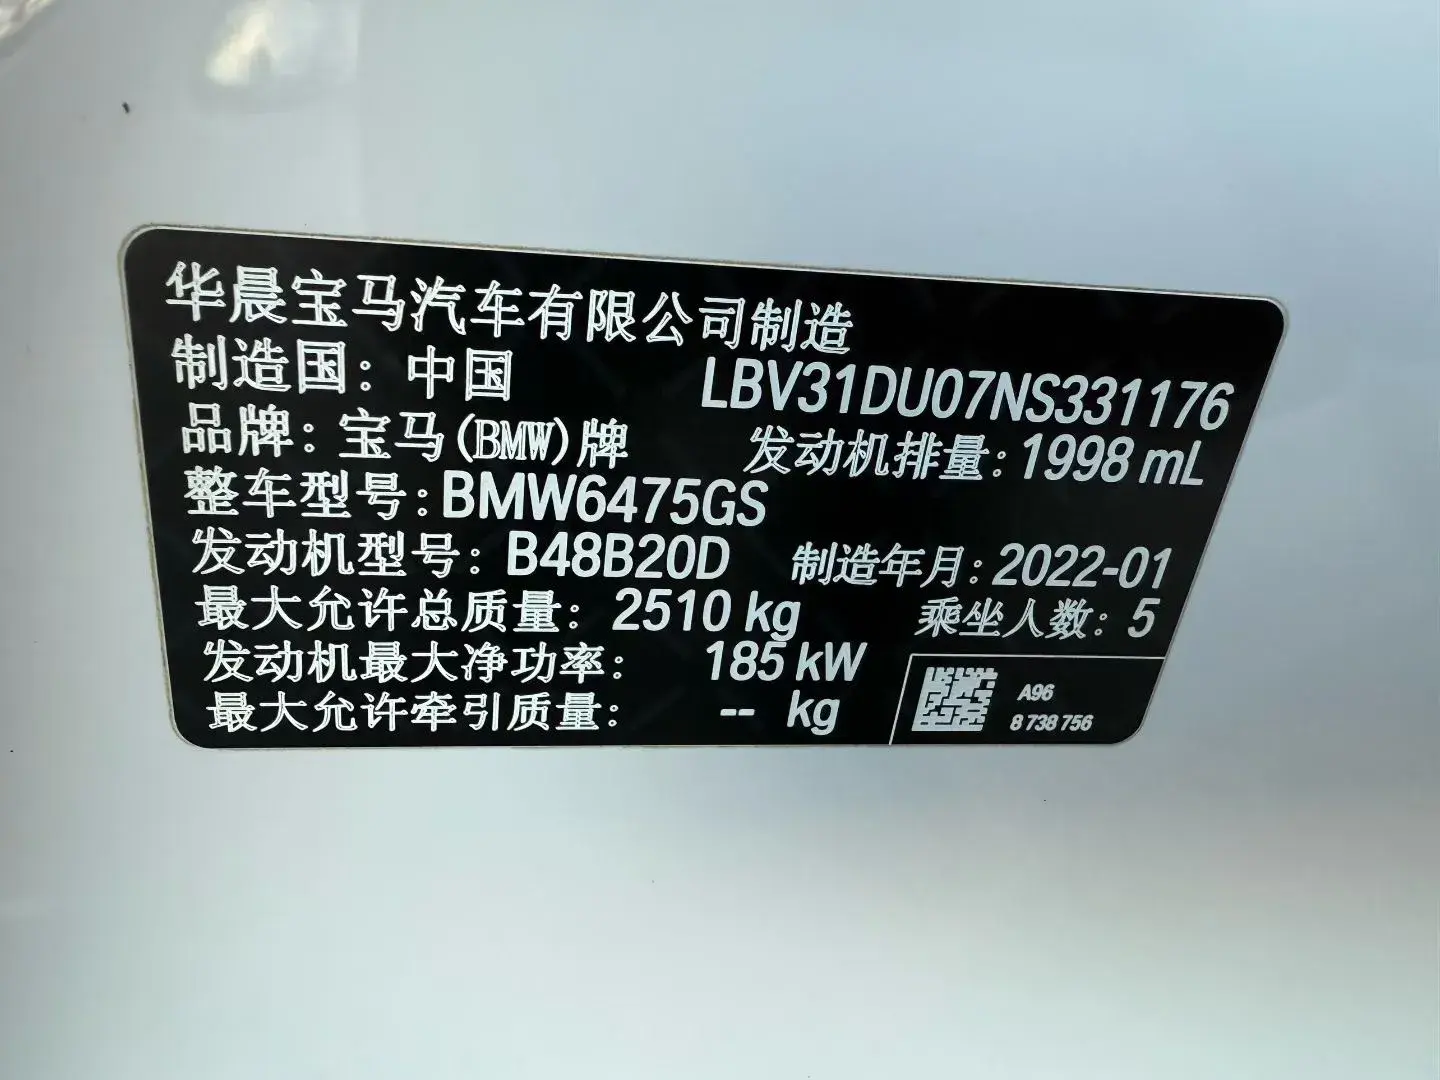 华晨宝马汽车有限公司制造
制造国：中国 LBV31DU07NS331176
品牌：宝马(BMW)牌 发动机排量：1998 mL
整车型号：BMW6475GS
发动机型号：B48B20D 制造年月：2022-01
最大允许总质量：2510 kg 乘坐人数：5
发动机最大净功率：185 kW
最大允许牵引质量：-- kg
A96
8 738 756